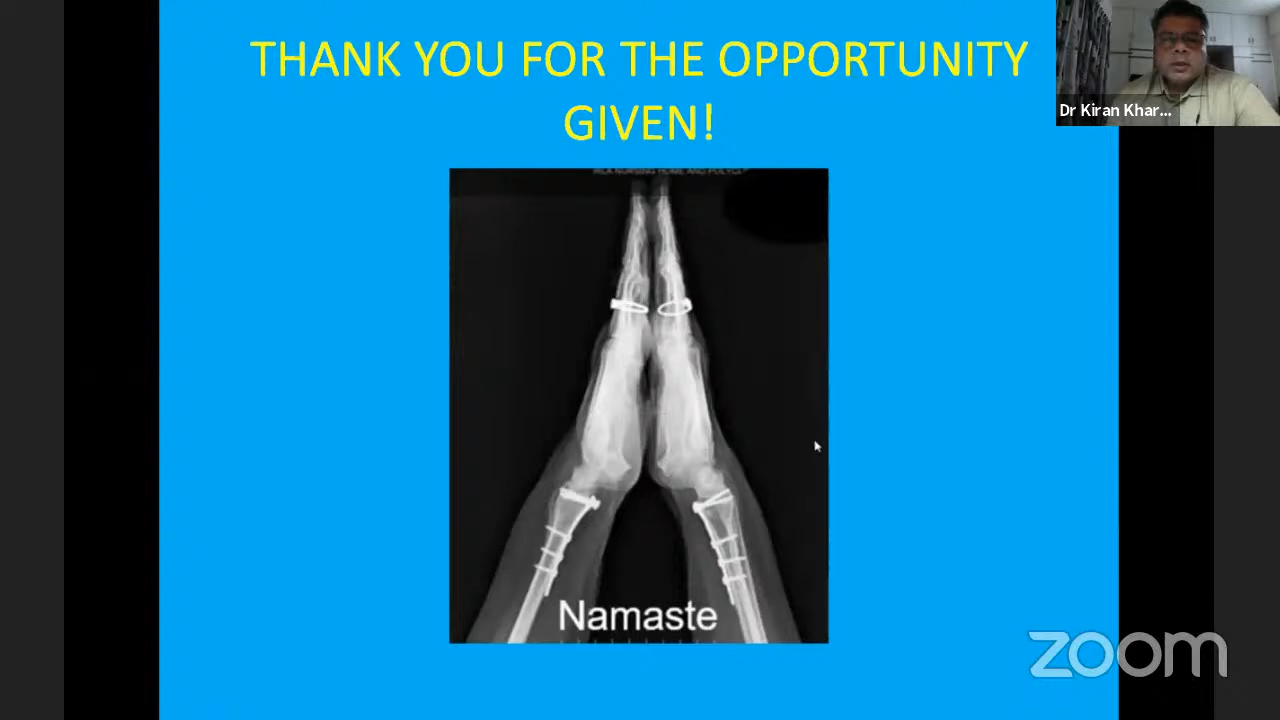 THANK YOU FOR THE OPPORTUNITY
GIVEN!
Dr Kiran Khar...
Namaste
zoom